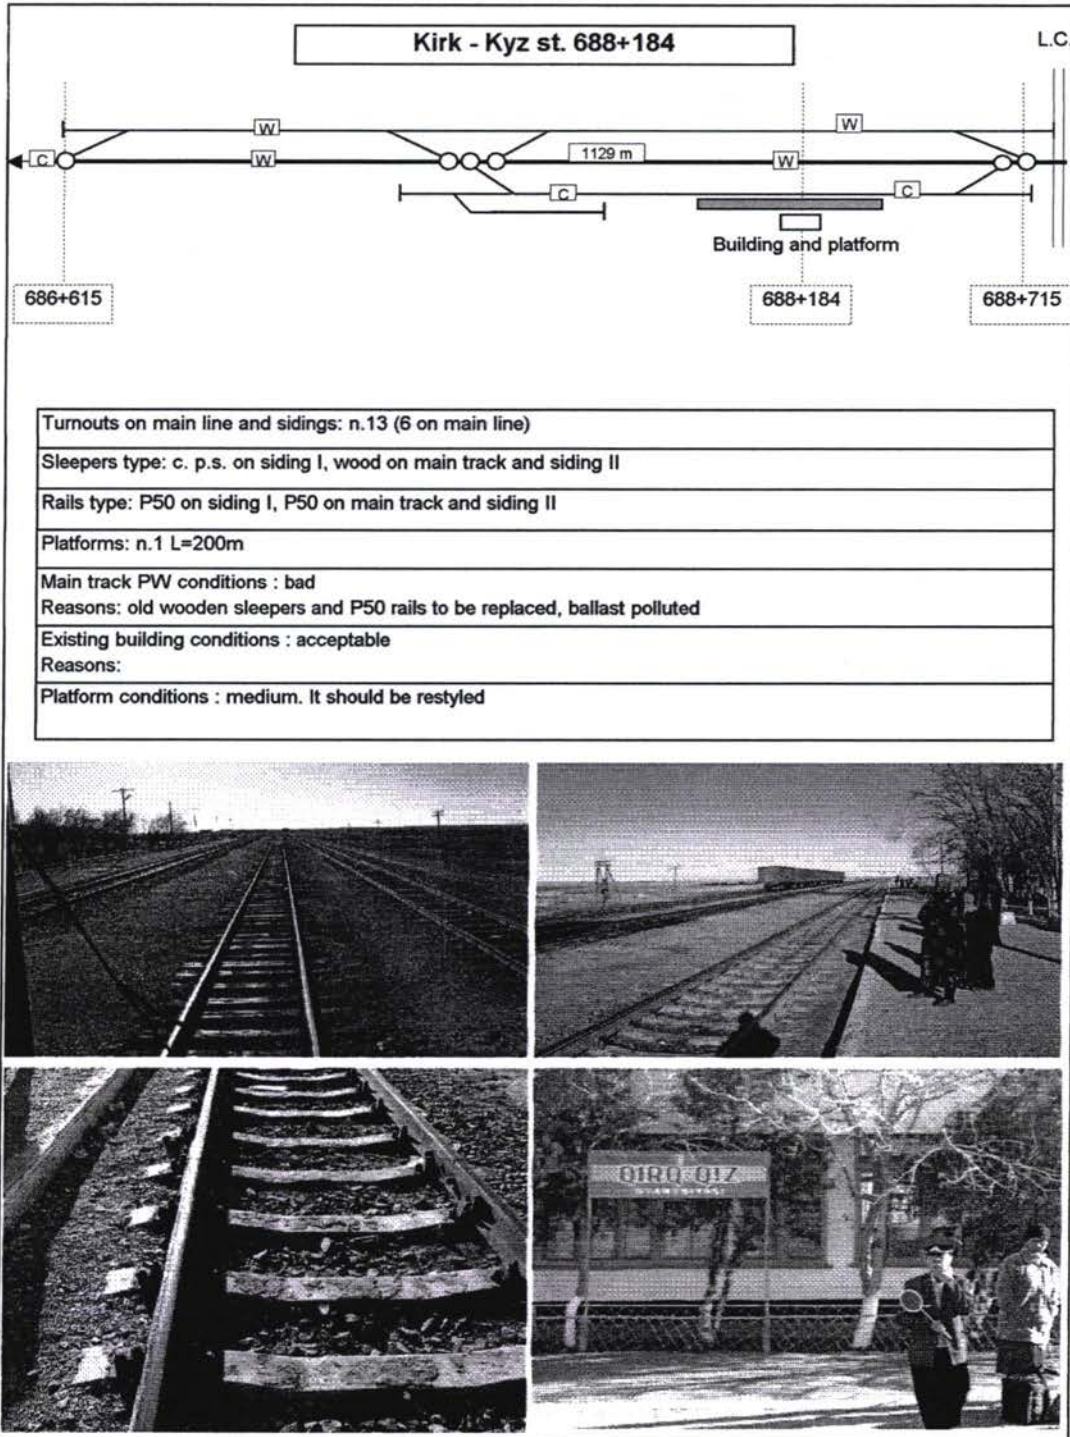 Kirk - Kyz st. 688+184
L.C.
W
W
C
W
1129 m
W
C
C
Building and platform
686+615
688+184
688+715
Turnouts on main line and sidings: n.13 (6 on main line)
Sleepers type: c. p.s. on siding I, wood on main track and siding II
Rails type: P50 on siding I, P50 on main track and siding II
Platforms: n.1 L=200m
Main track PW conditions : bad
Reasons: old wooden sleepers and P50 rails to be replaced, ballast polluted
Existing building conditions : acceptable
Reasons:
Platform conditions : medium. It should be restyled
QIRQ-QIZ